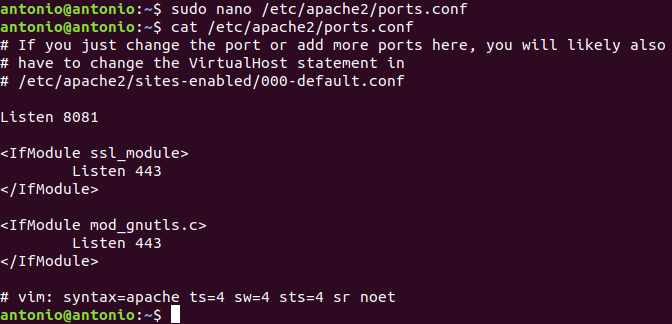 antonio@antonio:~$ sudo nano /etc/apache2/ports.conf
antonio@antonio:~$ cat /etc/apache2/ports.conf
# If you just change the port or add more ports here, you will likely also
# have to change the VirtualHost statement in
# /etc/apache2/sites-enabled/000-default.conf

Listen 8081

<IfModule ssl_module>
        Listen 443
</IfModule>

<IfModule mod_gnutls.c>
        Listen 443
</IfModule>

# vim: syntax=apache ts=4 sw=4 sts=4 sr noet
antonio@antonio:~$